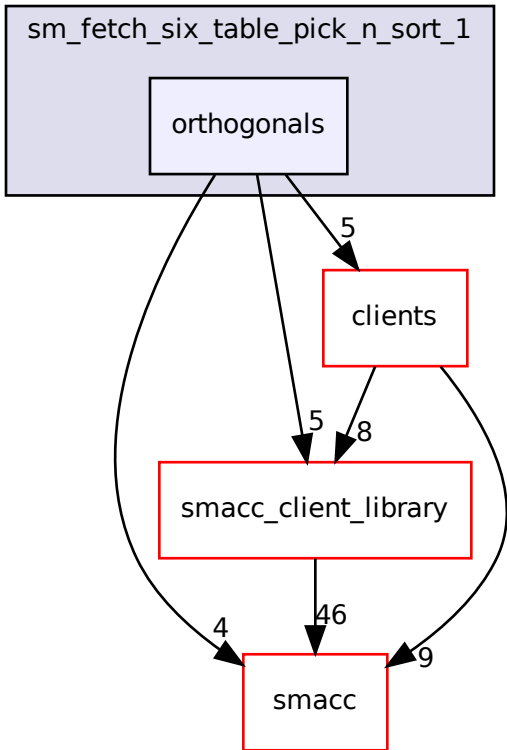 sm_fetch_six_table_pick_n_sort_1
orthogonals
5
clients
5
8
smacc_client_library
46
4
9
smacc